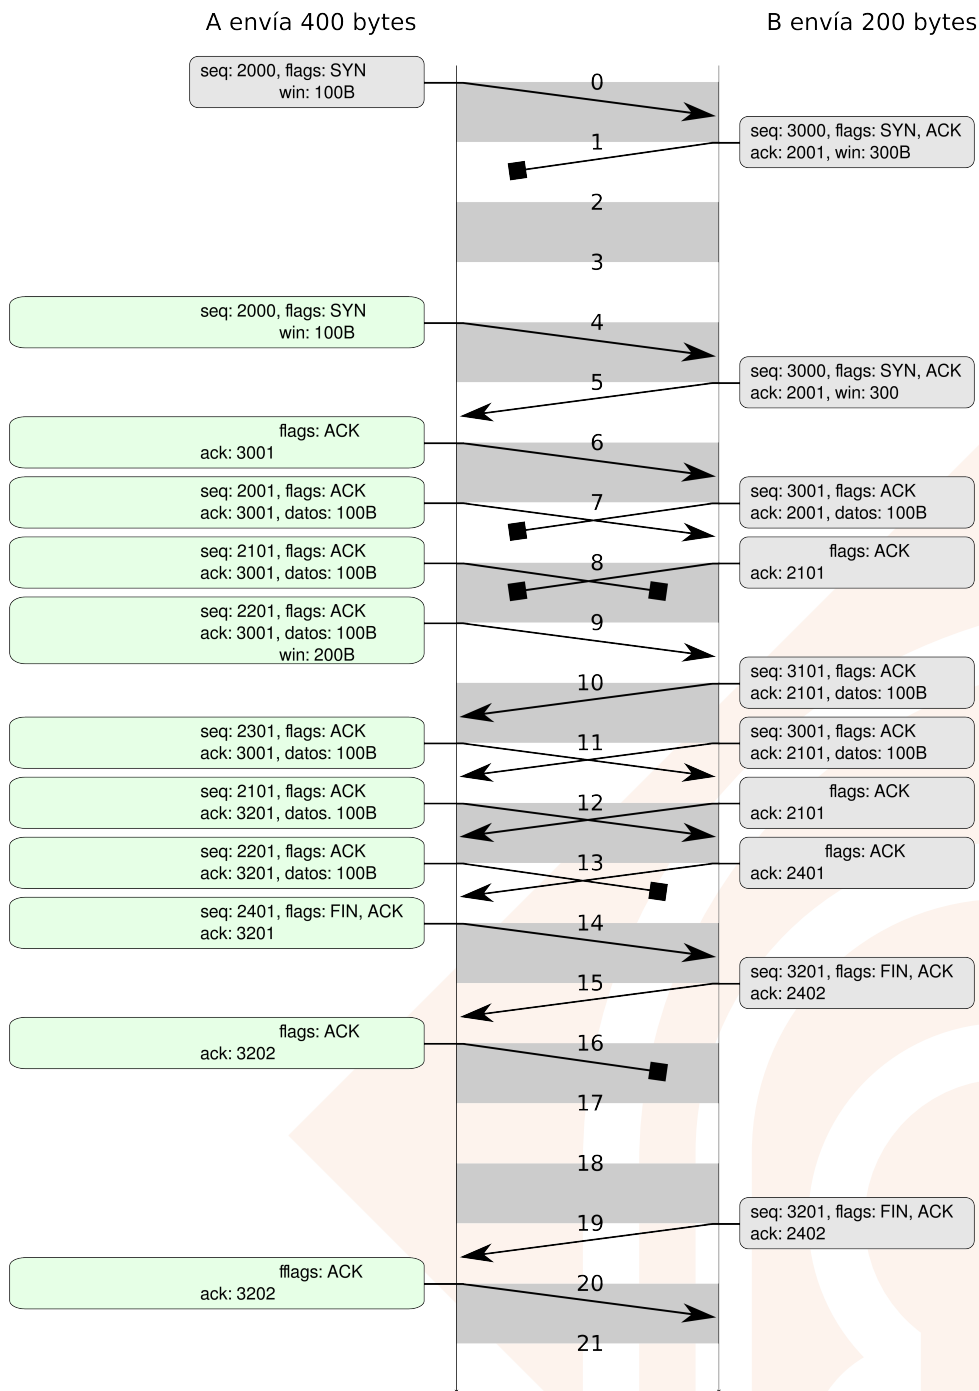 A envía 400 bytes
B envía 200 bytes
seq: 2000, flags: SYN
win: 100B
0
seq: 3000, flags: SYN, ACK
ack: 2001, win: 300B
1
2
3
seq: 2000, flags: SYN
win: 100B
4
seq: 3000, flags: SYN, ACK
ack: 2001, win: 300
5
flags: ACK
ack: 3001
6
seq: 2001, flags: ACK
ack: 3001, datos: 100B
7
seq: 3001, flags: ACK
ack: 2001, datos: 100B
seq: 2101, flags: ACK
ack: 3001, datos: 100B
8
flags: ACK
ack: 2101
seq: 2201, flags: ACK
ack: 3001, datos: 100B
win: 200B
9
seq: 3101, flags: ACK
ack: 2101, datos: 100B
10
seq: 2301, flags: ACK
ack: 3001, datos: 100B
11
seq: 3001, flags: ACK
ack: 2101, datos: 100B
seq: 2101, flags: ACK
ack: 3201, datos. 100B
12
flags: ACK
ack: 2101
seq: 2201, flags: ACK
ack: 3201, datos: 100B
13
flags: ACK
ack: 2401
seq: 2401, flags: FIN, ACK
ack: 3201
14
seq: 3201, flags: FIN, ACK
ack: 2402
15
flags: ACK
ack: 3202
16
17
18
seq: 3201, flags: FIN, ACK
ack: 2402
19
fflags: ACK
ack: 3202
20
21